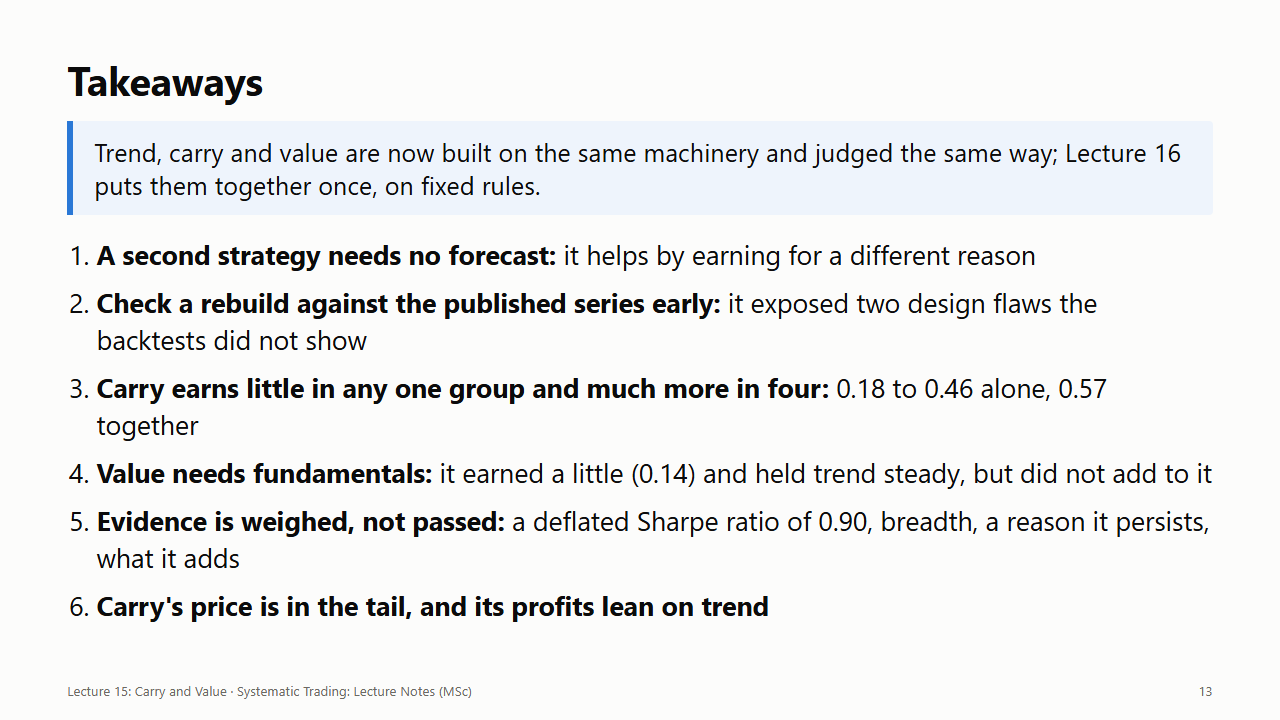 Takeaways
Trend, carry and value are now built on the same machinery and judged the same way; Lecture 16
puts them together once, on fixed rules.
1. A second strategy needs no forecast: it helps by earning for a different reason
2. Check a rebuild against the published series early: it exposed two design flaws the
backtests did not show
3. Carry earns little in any one group and much more in four: 0.18 to 0.46 alone, 0.57
together
4. Value needs fundamentals: it earned a little (0.14) and held trend steady, but did not add to it
5. Evidence is weighed, not passed: a deflated Sharpe ratio of 0.90, breadth, a reason it persists,
what it adds
6. Carry's price is in the tail, and its profits lean on trend
Lecture 15: Carry and Value · Systematic Trading: Lecture Notes (MSc)
13